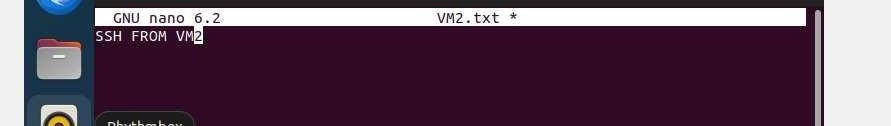 GNU nano 6.2 VM2.txt *
SSH FROM VM2
Rhythmbox